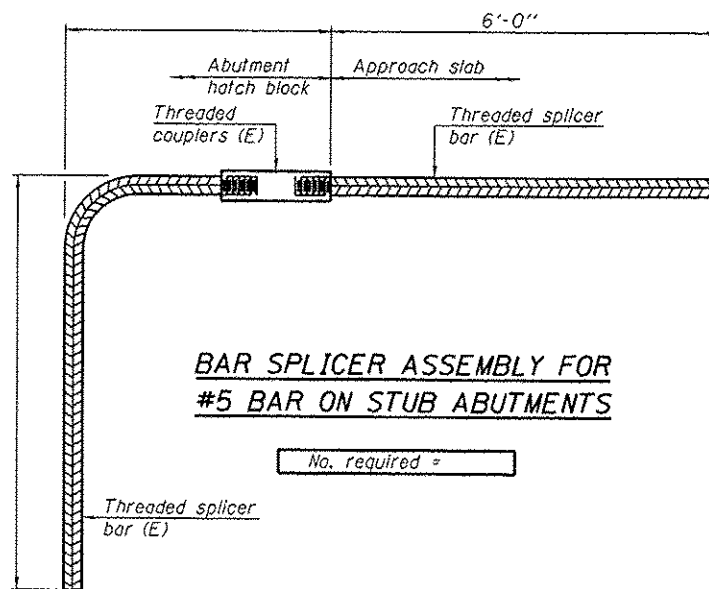 6'-0"
Abutment
hatch block
Approach slab
Threaded
couplers (E)
Threaded splicer
bar (E)
BAR SPLICER ASSEMBLY FOR
#5 BAR ON STUB ABUTMENTS
No. required =
Threaded splicer
bar (E)